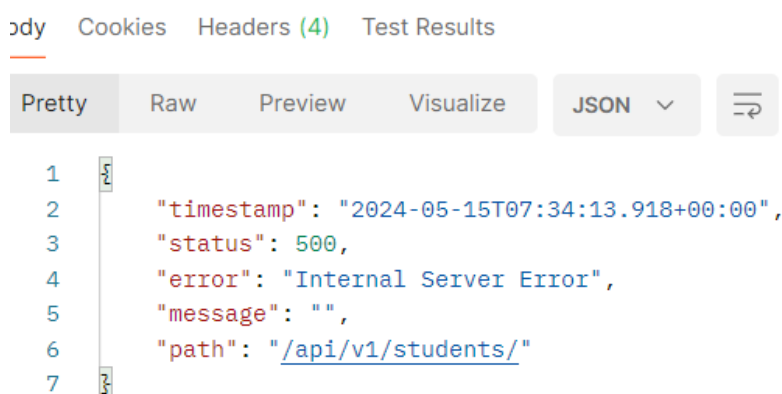 ody Cookies Headers (4) Test Results
Pretty Raw Preview Visualize JSON
1 {
2 "timestamp": "2024-05-15T07:34:13.918+00:00",
3 "status": 500,
4 "error": "Internal Server Error",
5 "message": "",
6 "path": "/api/v1/students/"
7 }